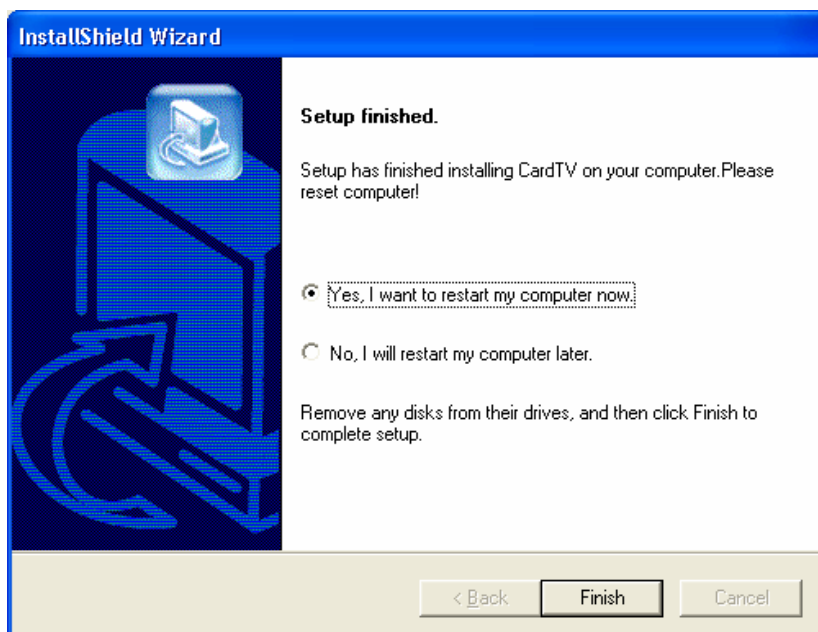 InstallShield Wizard
Setup finished.
Setup has finished installing CardTV on your computer.Please
reset computer!
Yes, I want to restart my computer now.
No, I will restart my computer later.
Remove any disks from their drives, and then click Finish to
complete setup.
< Back
Finish
Cancel